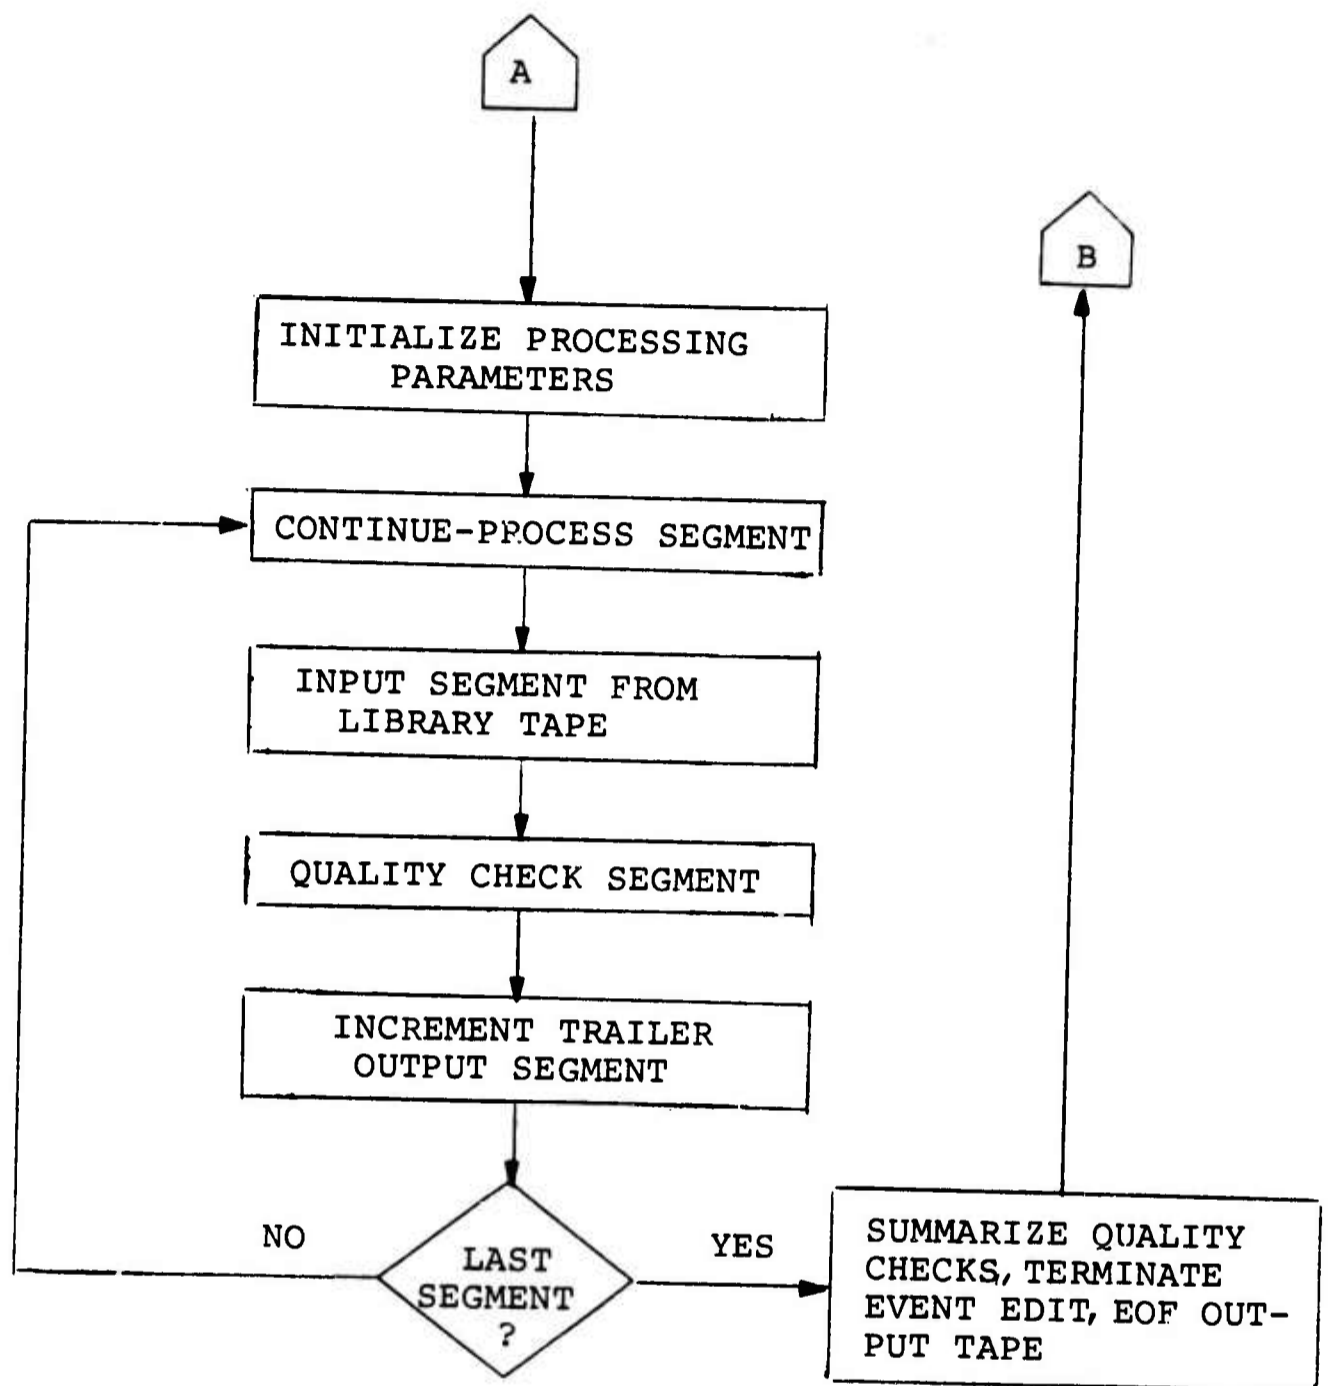 A
B
INITIALIZE PROCESSING
PARAMETERS
CONTINUE-PROCESS SEGMENT
INPUT SEGMENT FROM
LIBRARY TAPE
QUALITY CHECK SEGMENT
INCREMENT TRAILER
OUTPUT SEGMENT
LAST
SEGMENT
?
NO
YES
SUMMARIZE QUALITY
CHECKS, TERMINATE
EVENT EDIT, EOF OUT-
PUT TAPE